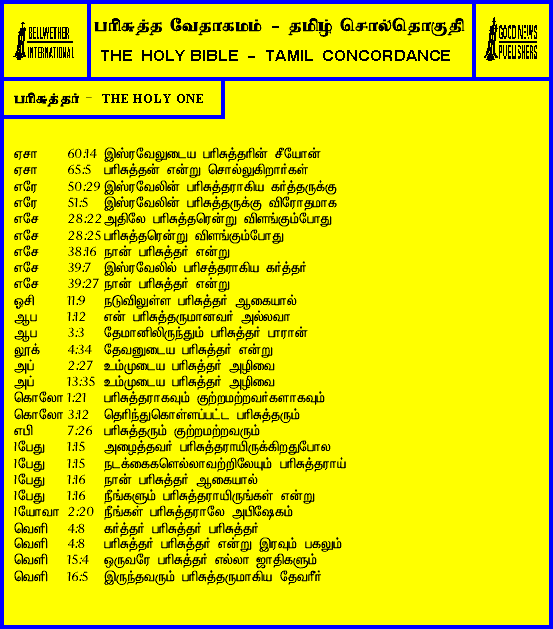 BELLWETHER
INTERNATIONAL
பரிசுத்த வேதாகமம் - தமிழ் சொல்தொகுதி
THE HOLY BIBLE - TAMIL CONCORDANCE
GOOD NEWS
PUBLISHERS
பரிசுத்தர் - THE HOLY ONE
ஏசா 60:14 இஸ்ரவேலுடைய பரிசுத்தரின் சீயோன்
ஏசா 65:5 பரிசுத்தன் என்று சொல்லுகிறார்கள்
எரே 50:29 இஸ்ரவேலின் பரிசுத்தராகிய கர்த்தருக்கு
எரே 51:5 இஸ்ரவேலின் பரிசுத்தருக்கு விரோதமாக
எசே 28:22 அதிலே பரிசுத்தரென்று விளங்கும்போது
எசே 28:25 பரிசுத்தரென்று விளங்கும்போது
எசே 38:16 நான் பரிசுத்தர் என்று
எசே 39:7 இஸ்ரவேலில் பரிசத்தராகிய கர்த்தர்
எசே 39:27 நான் பரிசுத்தர் என்று
ஓசி 11:9 நடுவிலுள்ள பரிசுத்தர் ஆகையால்
ஆப 1:12 என் பரிசுத்தருமானவர் அல்லவா
ஆப 3:3 தேமானிலிருந்தும் பரிசுத்தர் பாரான்
லூக் 4:34 தேவனுடைய பரிசுத்தர் என்று
அப் 2:27 உம்முடைய பரிசுத்தர் அழிவை
அப் 13:35 உம்முடைய பரிசுத்தர் அழிவை
கொலோ 1:21 பரிசுத்தராகவும் குற்றமற்றவர்களாகவும்
கொலோ 3:12 தெரிந்துகொள்ளப்பட்ட பரிசுத்தரும்
எபி 7:26 பரிசுத்தரும் குற்றமற்றவரும்
1பேது 1:15 அழைத்தவர் பரிசுத்தராயிருக்கிறதுபோல
1பேது 1:15 நடக்கைகளெல்லாவற்றிலேயும் பரிசுத்தராய்
1பேது 1:16 நான் பரிசுத்தர் ஆகையால்
1பேது 1:16 நீங்களும் பரிசுத்தராயிருங்கள் என்று
1யோவா 2:20 நீங்கள் பரிசுத்தராலே அபிஷேகம்
வெளி 4:8 கர்த்தர் பரிசுத்தர் பரிசுத்தர்
வெளி 4:8 பரிசுத்தர் பரிசுத்தர் என்று இரவும் பகலும்
வெளி 15:4 ஒருவரே பரிசுத்தர் எல்லா ஜாதிகளும்
வெளி 16:5 இருந்தவரும் பரிசுத்தருமாகிய தேவரீர்